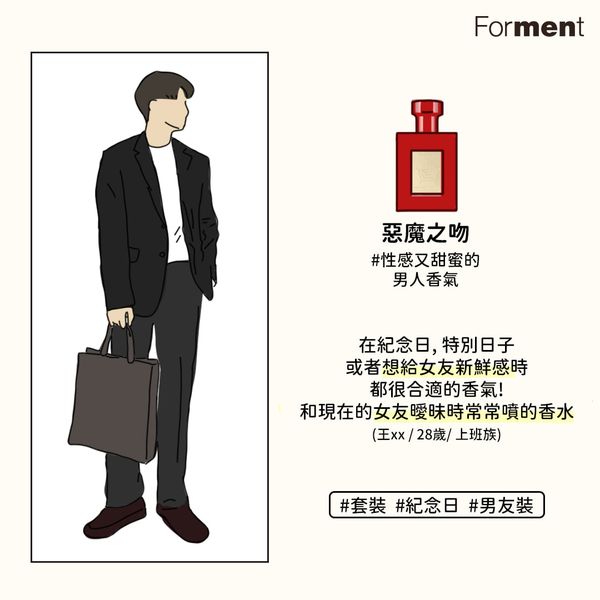 Forment
惡魔之吻
#性感又甜蜜的
男人香氣
在紀念日, 特別日子
或者想給女友新鮮感時
都很合適的香氣!
和現在的女友曖昧時常常噴的香水
(王xx / 28歲/ 上班族)
#套裝 #紀念日 #男友裝